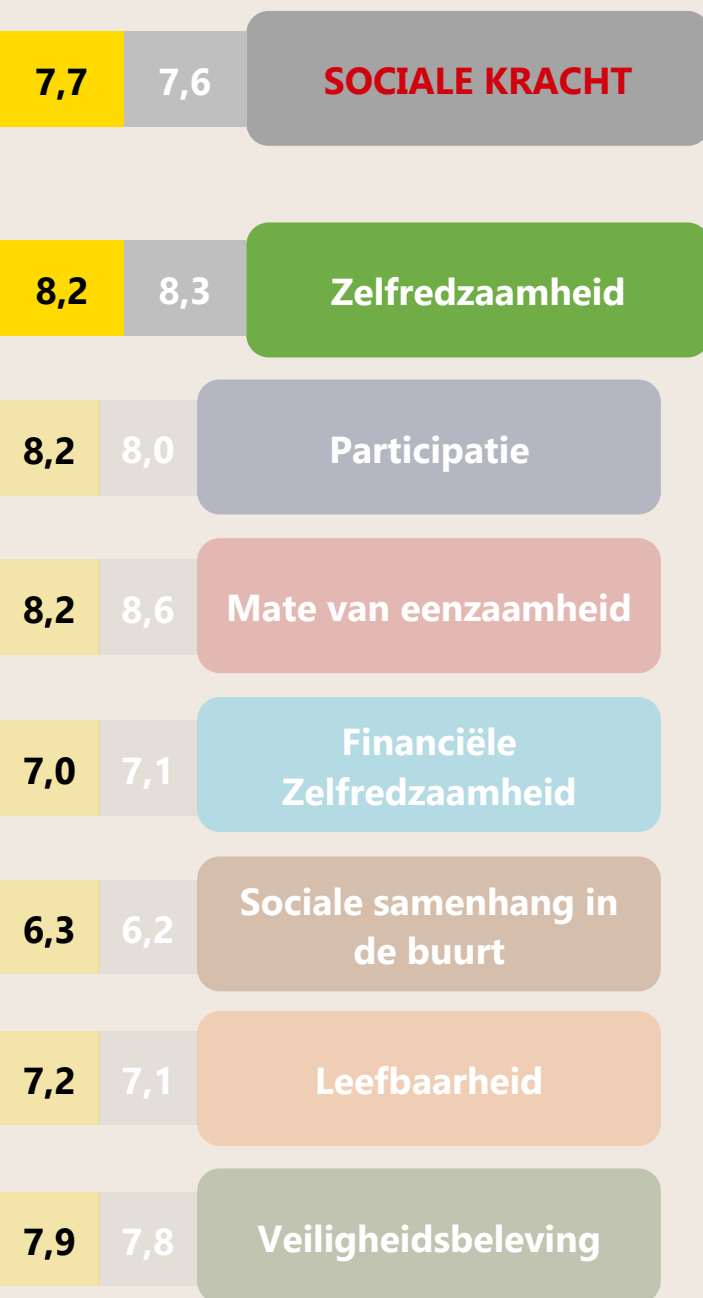 7,7 7,6 SOCIALE KRACHT
8,2 8,3 Zelfredzaamheid
8,2 8,0 Participatie
8,2 8,6 Mate van eenzaamheid
7,0 7,1 Financiële
Zelfredzaamheid
6,3 6,2 Sociale samenhang in
de buurt
7,2 7,1 Leefbaarheid
7,9 7,8 Veiligheidsbeleving